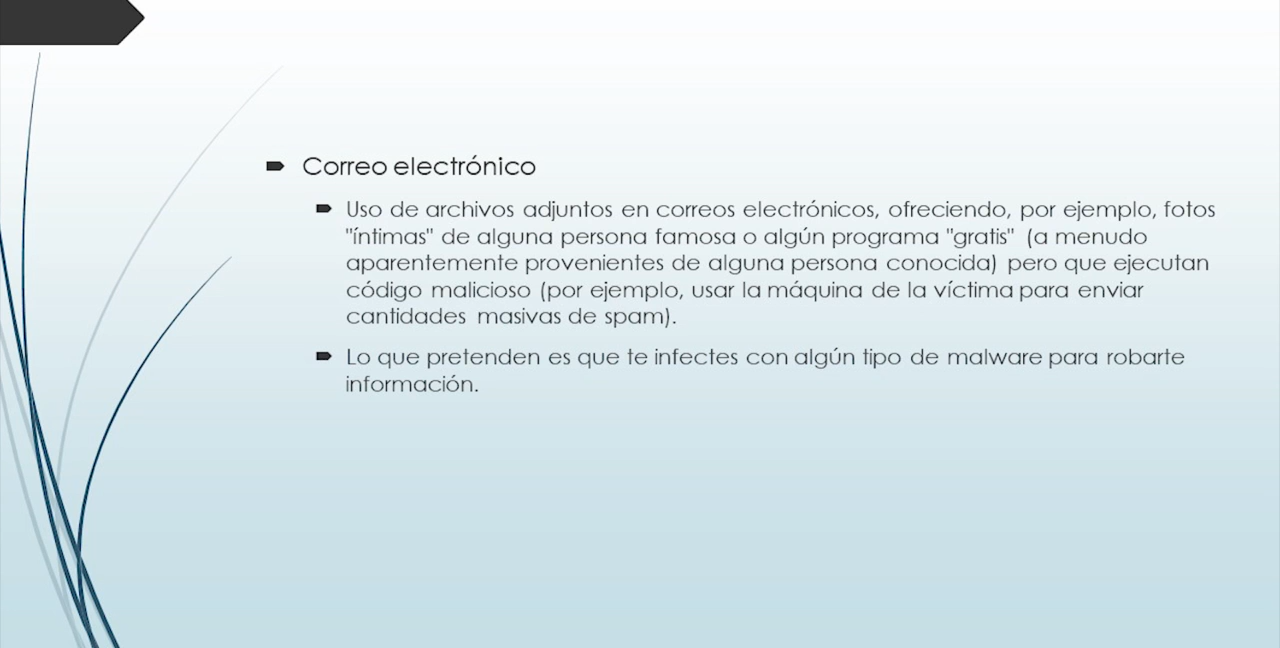 Correo electrónico
Uso de archivos adjuntos en correos electrónicos, ofreciendo, por ejemplo, fotos
"íntimas" de alguna persona famosa o algún programa "gratis" (a menudo
aparentemente provenientes de alguna persona conocida) pero que ejecutan
código malicioso (por ejemplo, usar la máquina de la víctima para enviar
cantidades masivas de spam).
Lo que pretenden es que te infectes con algún tipo de malware para robarte
información.